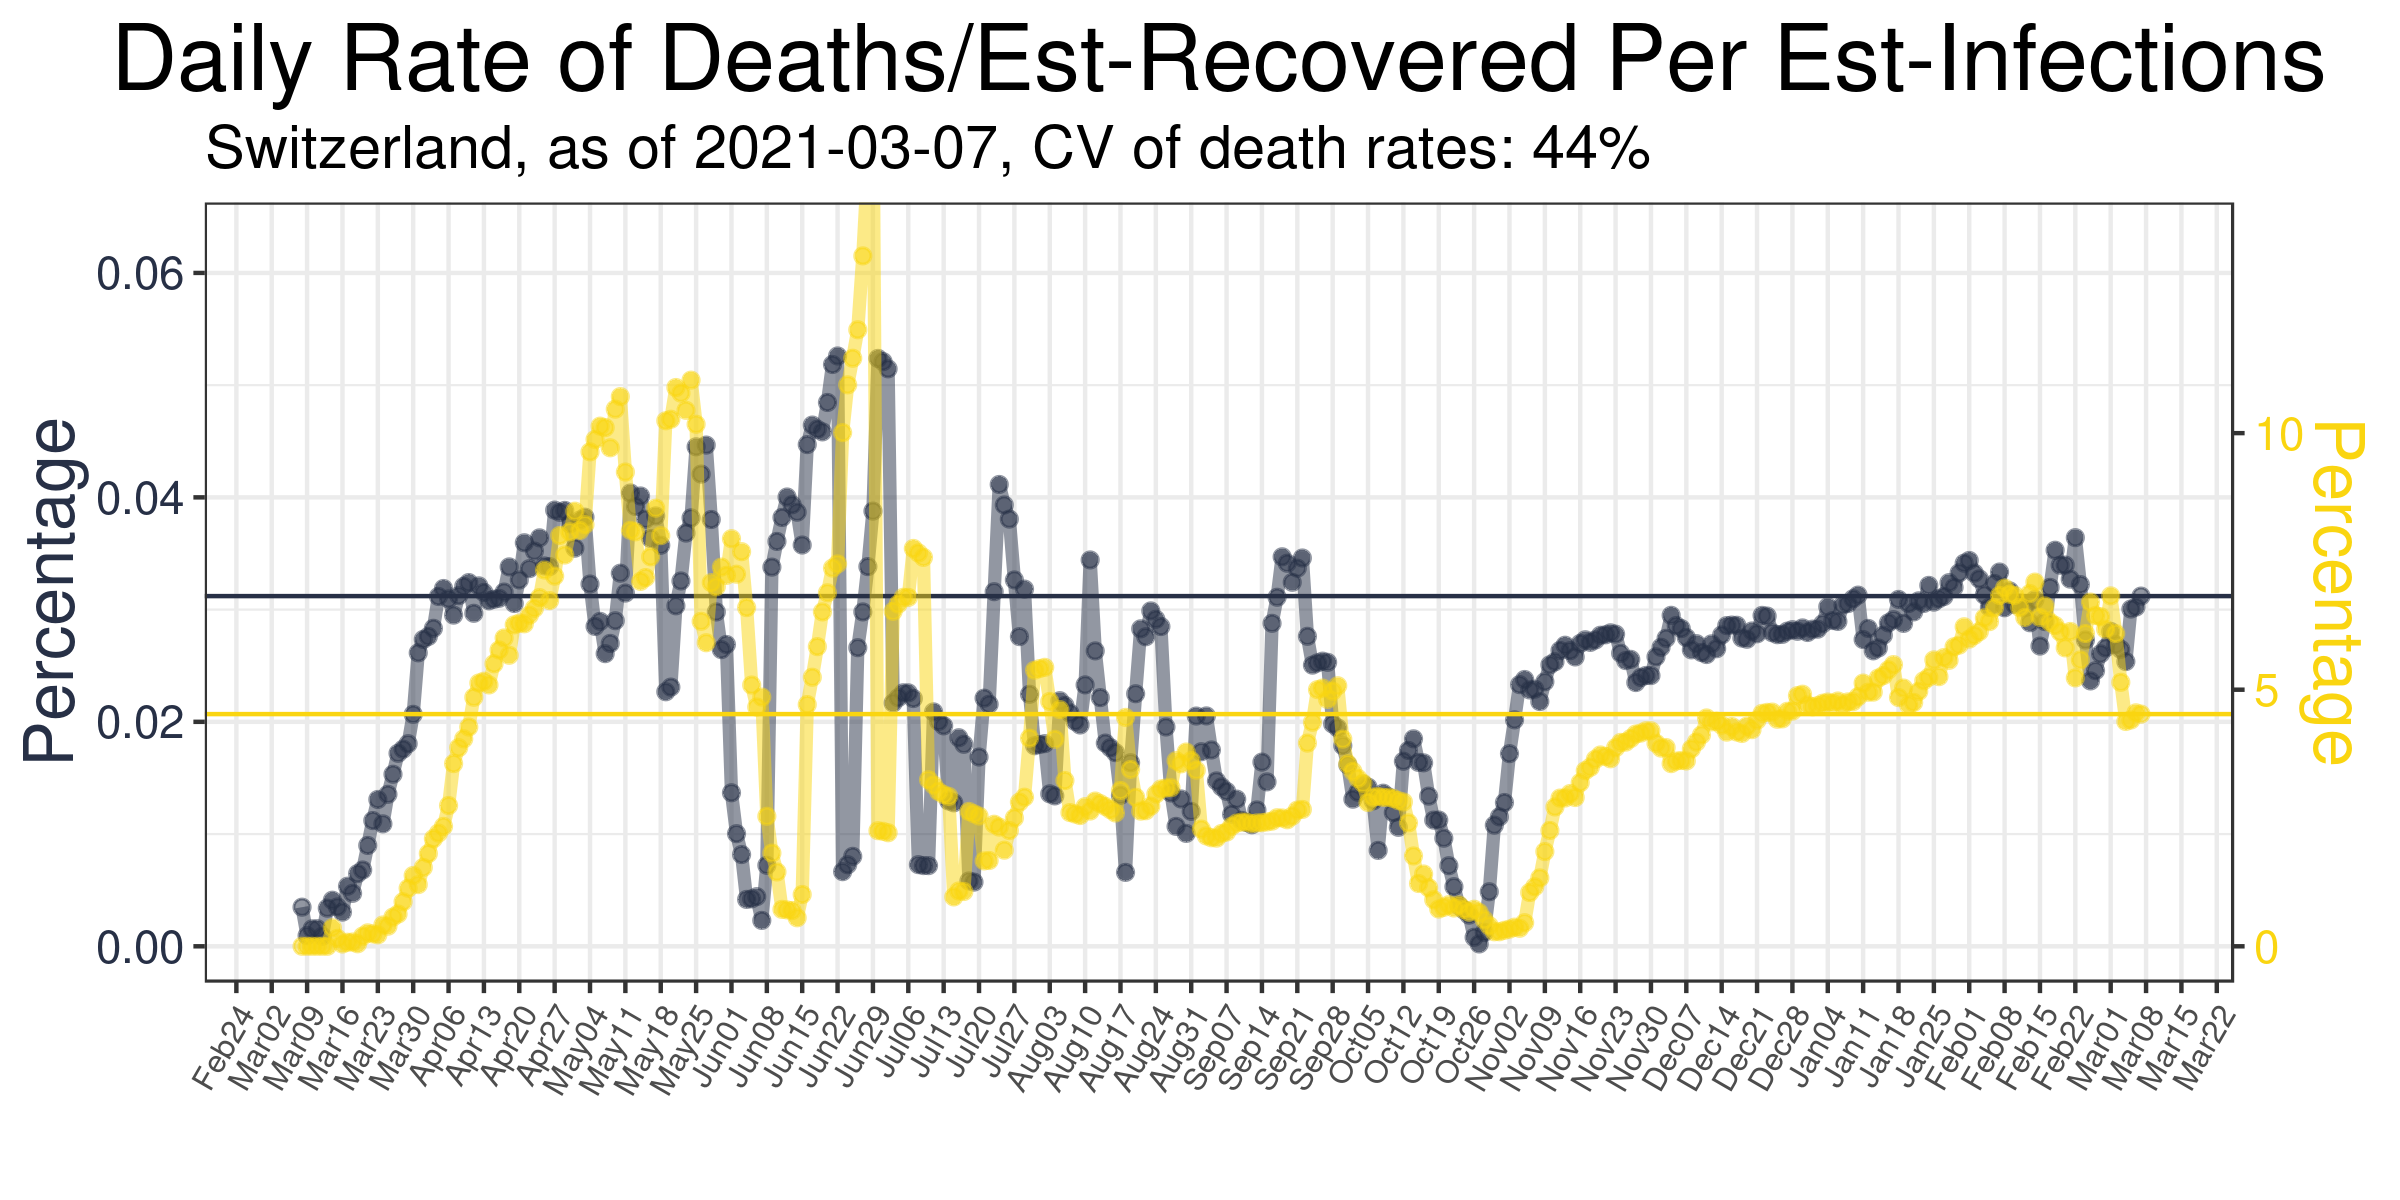 Daily Rate of Deaths/Est-Recovered Per Est-Infections
Switzerland, as of 2021-03-07, CV of death rates: 44%
Percentage
0.06
0.04
0.02
0.00
10
5
0
Percentage
Feb24
Mar02
Mar09
Mar16
Mar23
Mar30
Apr06
Apr13
Apr20
Apr27
May04
May11
May18
May25
Jun01
Jun08
Jun15
Jun22
Jun29
Jul06
Jul13
Jul20
Jul27
Aug03
Aug10
Aug17
Aug24
Aug31
Sep07
Sep14
Sep21
Sep28
Oct05
Oct12
Oct19
Oct26
Nov02
Nov09
Nov16
Nov23
Nov30
Dec07
Dec14
Dec21
Dec28
Jan04
Jan11
Jan18
Jan25
Feb01
Feb08
Feb15
Feb22
Mar01
Mar08
Mar15
Mar22